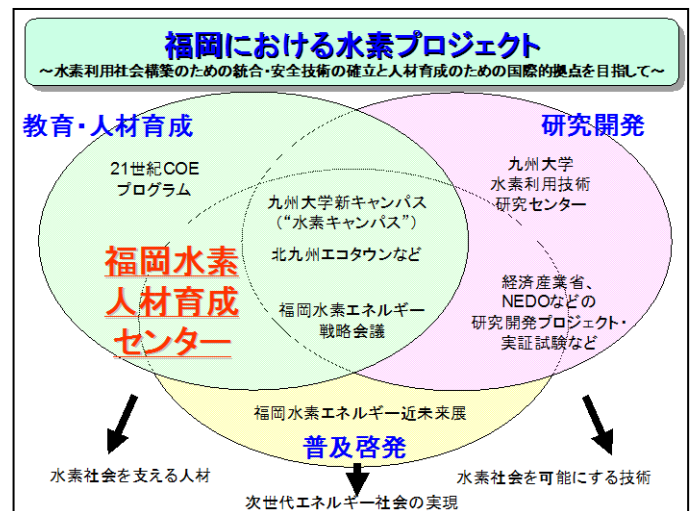 福岡における水素プロジェクト
～水素利用社会構築のための統合・安全技術の確立と人材育成のための国際的拠点を目指して～
教育・人材育成
研究開発
21世紀COE
プログラム
九州大学
水素利用技術
研究センター
九州大学新キャンパス
（“水素キャンパス”）
北九州エコタウンなど
福岡水素
人材育成
センター
経済産業省、
NEDOなどの
研究開発プロジェクト・
実証試験など
福岡水素エネルギー
戦略会議
福岡水素エネルギー近未来展
普及啓発
水素社会を支える人材
水素社会を可能にする技術
次世代エネルギー社会の実現